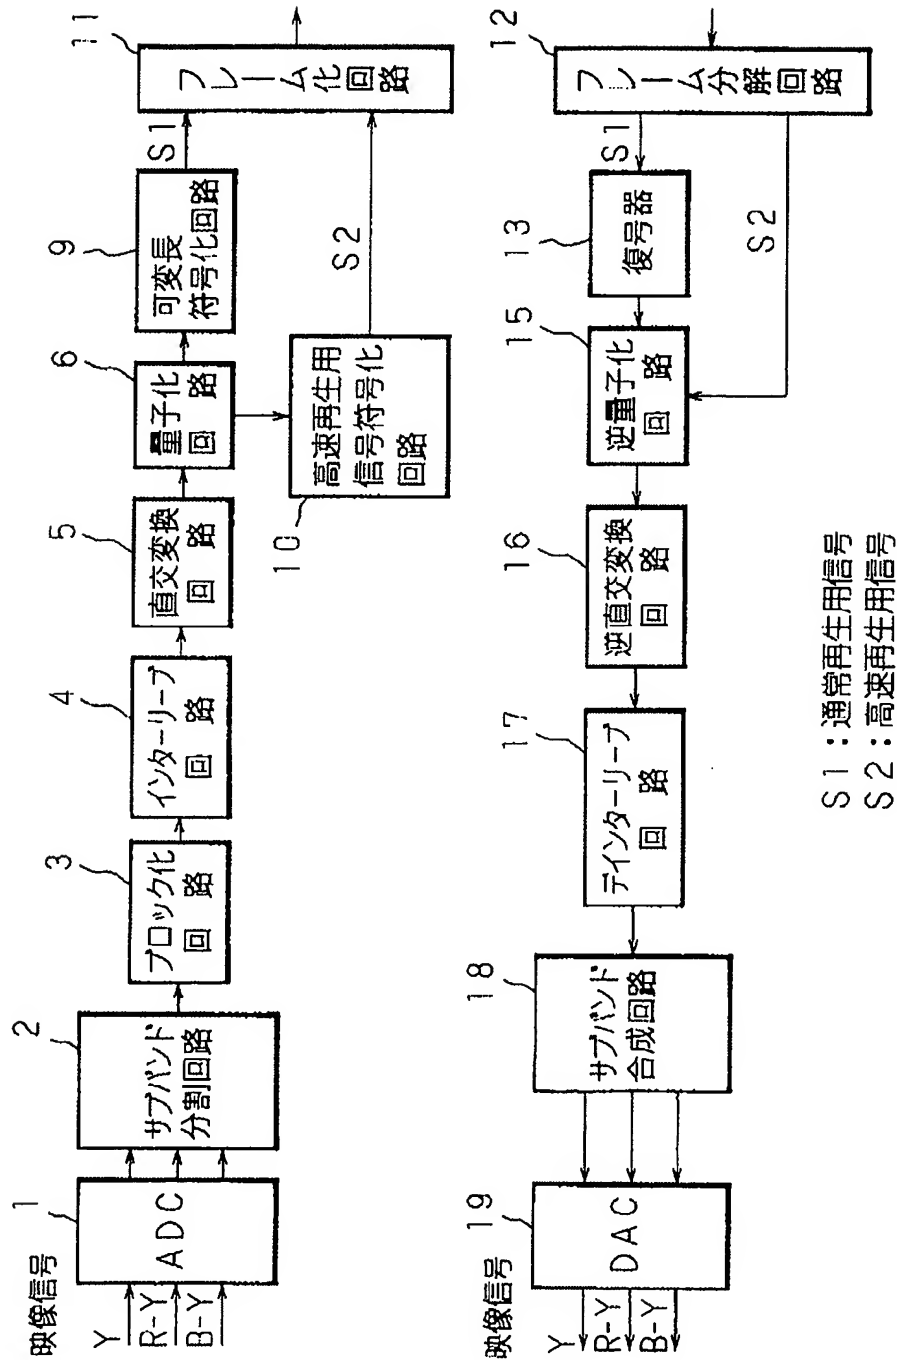 映像信号
Y
R-Y
B-Y
1
ADC
2
サブバンド
分割回路
3
ブロック化
回 路
4
インターリーブ
回 路
5
直交変換
回 路
6
量子化
回 路
9
可変長
符号化回路
S1
10
高速再生用
信号符号化
回路
S2
11
フレーム化回路
12
フレーム分解回路
S1
S2
13
復号器
15
逆量子化
回 路
16
逆直交変換
回 路
17
デインターリーブ
回 路
18
サブバンド
合成回路
19
DAC
映像信号
Y
R-Y
B-Y
S1:通常再生用信号
S2:高速再生用信号